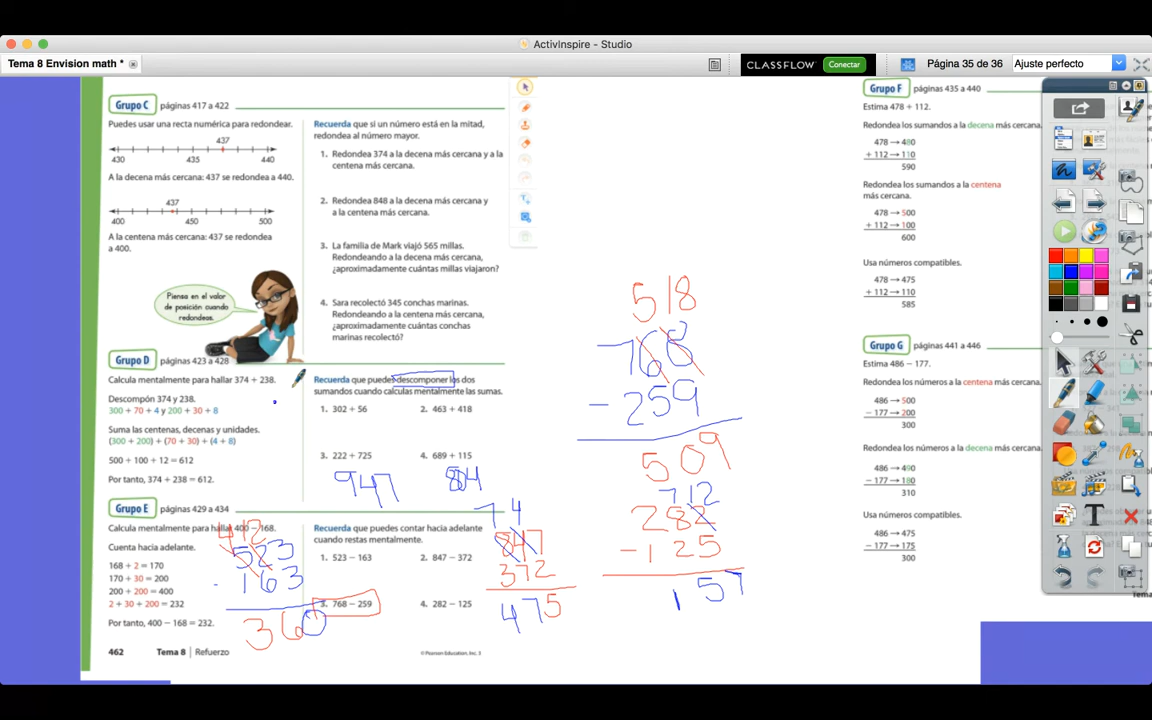 ActivInspire - Studio
Tema 8 Envision math *
CLASSFLOW
Conectar
Página 35 de 36
Ajuste perfecto
Grupo C páginas 417 a 422
Puedes usar una recta numérica para redondear.
437
430 435 440
A la decena más cercana: 437 se redondea a 440.
437
400 450 500
A la centena más cercana: 437 se redondea
a 400.
Piensa en el valor
de posición cuando
redondeas.
Recuerda que si un número está en la mitad,
redondea al número mayor.
1. Redondea 374 a la decena más cercana y a la
centena más cercana.
2. Redondea 848 a la decena más cercana y
a la centena más cercana.
3. La familia de Mark viajó 565 millas.
Redondeando a la decena más cercana,
¿aproximadamente cuántas millas viajaron?
4. Sara recolectó 345 conchas marinas.
Redondeando a la centena más cercana,
¿aproximadamente cuántas conchas
marinas recolectó?
Grupo D páginas 423 a 428
Calcula mentalmente para hallar 374 + 238.
Descompón 374 y 238.
300 + 70 + 4 y 200 + 30 + 8
Suma las centenas, decenas y unidades.
(300 + 200) + (70 + 30) + (4 + 8)
500 + 100 + 12 = 612
Por tanto, 374 + 238 = 612.
Recuerda que puedes descomponer los dos
sumandos cuando calculas mentalmente las sumas.
1. 302 + 56 2. 463 + 418
3. 222 + 725 4. 689 + 115
947 804
Grupo E páginas 429 a 434
Calcula mentalmente para hallar 400 − 168.
Cuenta hacia adelante.
168 + 2 = 170
170 + 30 = 200
200 + 200 = 400
2 + 30 + 200 = 232
Por tanto, 400 − 168 = 232.
4 12
523
- 163
360
Recuerda que puedes contar hacia adelante
cuando restas mentalmente.
1. 523 − 163 2. 847 − 372
3. 768 − 259 4. 282 − 125
7 14
847
372
475
518
768
- 259
509
7 12
282
- 125
157
462 Tema 8 | Refuerzo
© Pearson Education, Inc. 3
Grupo F páginas 435 a 440
Estima 478 + 112.
Redondea los sumandos a la decena más cercana.
478 → 480
+ 112 → 110
590
Redondea los sumandos a la centena
más cercana.
478 → 500
+ 112 → 100
600
Usa números compatibles.
478 → 475
+ 112 → 110
585
Grupo G páginas 441 a 446
Estima 486 − 177.
Redondea los números a la centena más cercana.
486 → 500
− 177 → 200
300
Redondea los números a la decena más cercana.
486 → 490
− 177 → 180
310
Usa números compatibles.
486 → 475
− 177 → 175
300